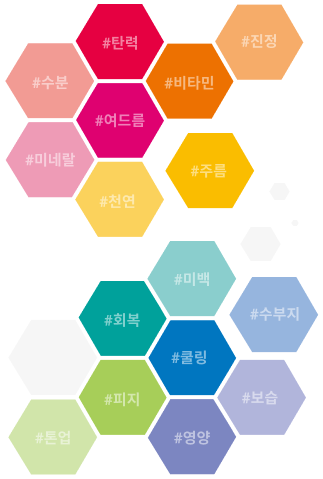 #탄력
#진정
#수분
#비타민
#여드름
#미네랄
#주름
#천연
#미백
#수부지
#회복
#쿨링
#피지
#보습
#톤업
#영양